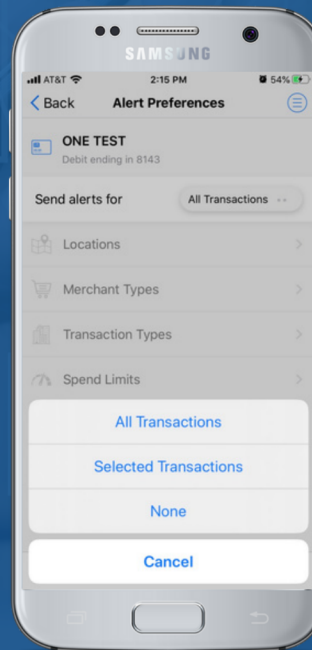 SAMSUNG
AT&T 2:15 PM 54%
Back Alert Preferences
ONE TEST
Debit ending in 8143
Send alerts for All Transactions
Locations
Merchant Types
Transaction Types
Spend Limits
All Transactions
Selected Transactions
None
Cancel